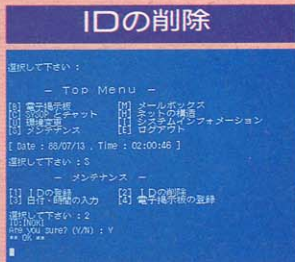 IDの削除
選択して下さい :
— Top Menu —
[B] 電子掲示板 [M] メールボックス
[C] SYSOPとチャット [H] ネットの構造
[U] 環境変更 [I] システムインフォメーション
[S] メンテナンス [E] ログアウト
[ Date : 88/07/13 , Time : 02:00:46 ]
選択して下さい : S
— メンテナンス —
[1] IDの登録 [2] IDの削除
[3] 日付・時間の入力 [4] 電子掲示板の登録
選択して下さい : 2
ID:[NOK]
Are you sure? (Y/N) : Y
** OK **